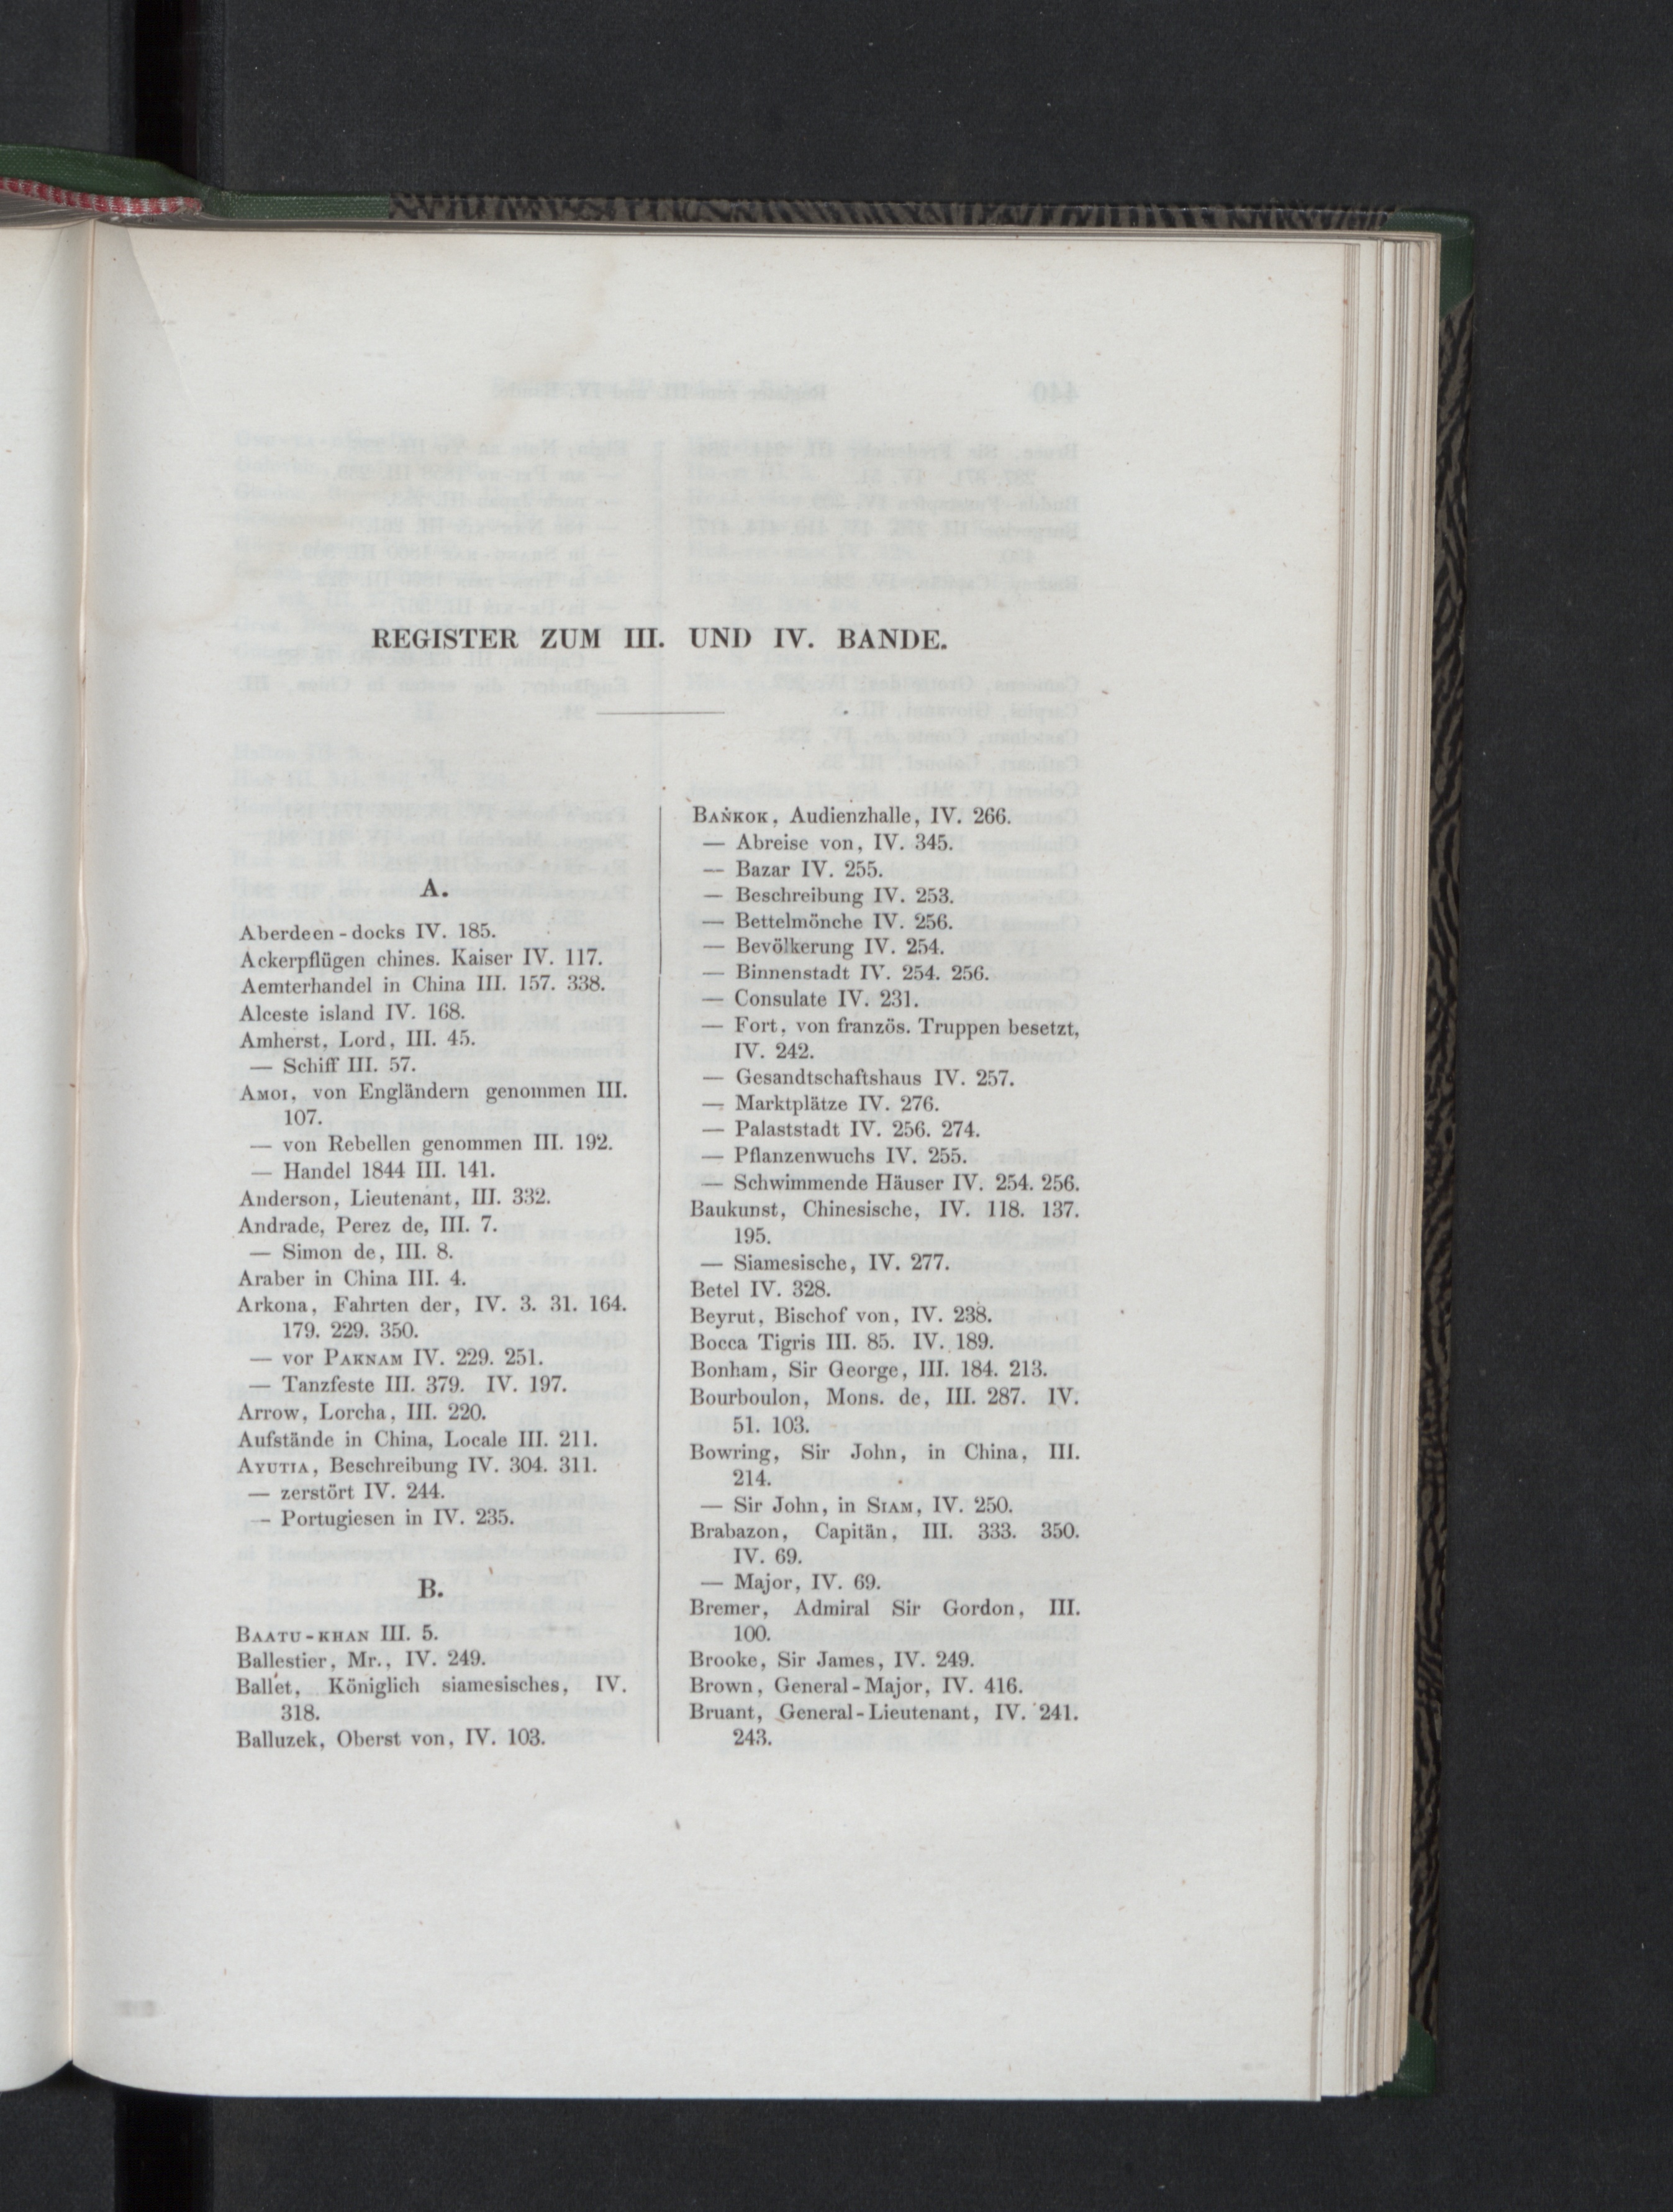 REGISTER ZUM III. UND IV. BANDE.
A.
Aberdeen-docks IV. 185.
Ackerpflügen chines. Kaiser IV. 117.
Aemterhandel in China III. 157. 338.
Alceste island IV. 168.
Amherst, Lord, III. 45.
— Schiff III. 57.
AMOI, von Engländern genommen III.
107.
— von Rebellen genommen III. 192.
— Handel 1844 III. 141.
Anderson, Lieutenant, III. 332.
Andrade, Perez de, III. 7.
— Simon de, III. 8.
Araber in China III. 4.
Arkona, Fahrten der, IV. 3. 31. 164.
179. 229. 350.
— vor PAKNAM IV. 229. 251.
— Tanzfeste III. 379. IV. 197.
Arrow, Lorcha, III. 220.
Aufstände in China, Locale III. 211.
AYUTIA, Beschreibung IV. 304. 311.
— zerstört IV. 244.
— Portugiesen in IV. 235.
B.
BAATU-KHAN III. 5.
Ballestier, Mr., IV. 249.
Ballet, Königlich siamesisches, IV.
318.
Balluzek, Oberst von, IV. 103.
BAṄKOK, Audienzhalle, IV. 266.
— Abreise von, IV. 345.
— Bazar IV. 255.
— Beschreibung IV. 253.
— Bettelmönche IV. 256.
— Bevölkerung IV. 254.
— Binnenstadt IV. 254. 256.
— Consulate IV. 231.
— Fort, von französ. Truppen besetzt,
IV. 242.
— Gesandtschaftshaus IV. 257.
— Marktplätze IV. 276.
— Palaststadt IV. 256. 274.
— Pflanzenwuchs IV. 255.
— Schwimmende Häuser IV. 254. 256.
Baukunst, Chinesische, IV. 118. 137.
195.
— Siamesische, IV. 277.
Betel IV. 328.
Beyrut, Bischof von, IV. 238.
Bocca Tigris III. 85. IV. 189.
Bonham, Sir George, III. 184. 213.
Bourboulon, Mons. de, III. 287. IV.
51. 103.
Bowring, Sir John, in China, III.
214.
— Sir John, in SIAM, IV. 250.
Brabazon, Capitän, III. 333. 350.
IV. 69.
— Major, IV. 69.
Bremer, Admiral Sir Gordon, III.
100.
Brooke, Sir James, IV. 249.
Brown, General-Major, IV. 416.
Bruant, General-Lieutenant, IV. 241.
243.